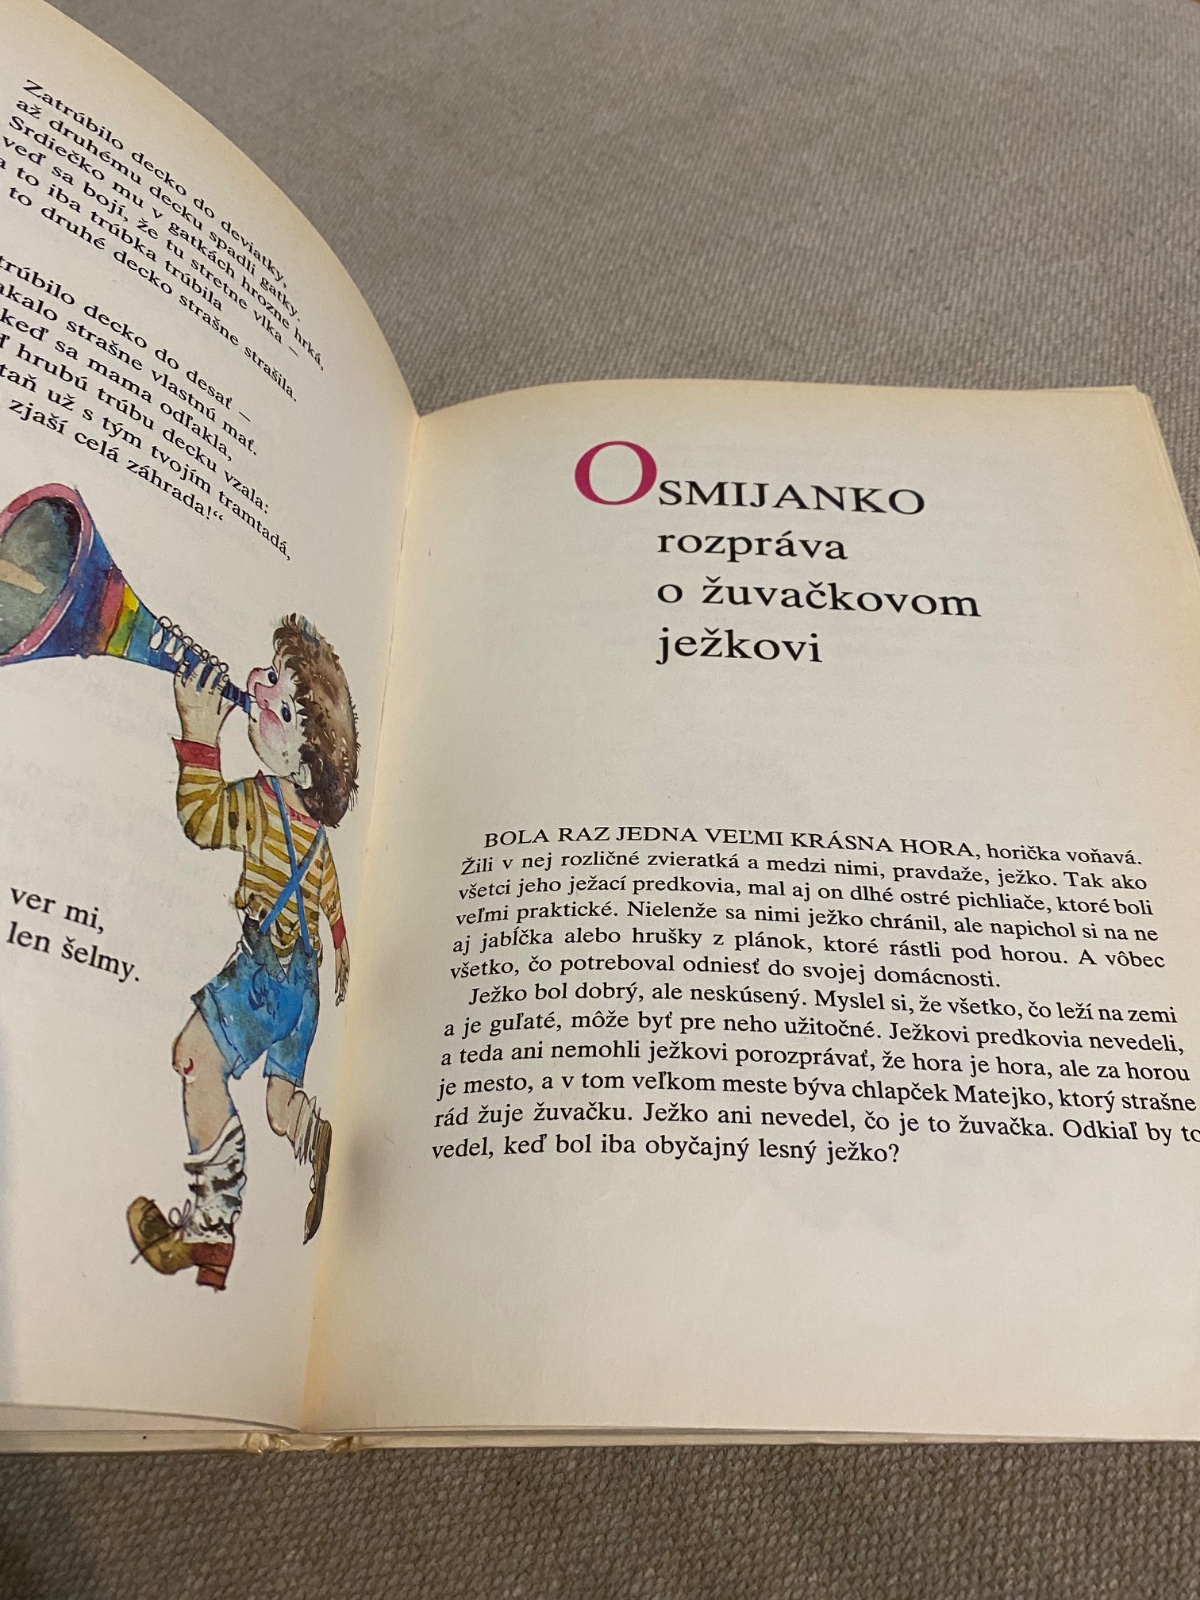 Zatrúbilo decko do deviatky,
až druhému decku spadli gatky.
Srdiečko mu v gatkách hrozne hrká,
veď sa bojí, že tu stretne vlka –
a to iba trúbka trúbila
to druhé decko strašne strašila.
trúbilo decko do desať –
akalo strašne vlastnú mať.
keď sa mama odľakla,
hrubú trúbu decku vzala:
taň už s tým tvojím tramtadá,
zjaší celá záhrada!“
ver mi,
len šelmy.
OSMIJANKO
rozpráva
o žuvačkovom
ježkovi
BOLA RAZ JEDNA VEĽMI KRÁSNA HORA, horička voňavá.
Žili v nej rozličné zvieratká a medzi nimi, pravdaže, ježko. Tak ako
všetci jeho ježací predkovia, mal aj on dlhé ostré pichliače, ktoré boli
veľmi praktické. Nielenže sa nimi ježko chránil, ale napichol si na ne
aj jabĺčka alebo hrušky z plánok, ktoré rástli pod horou. A vôbec
všetko, čo potreboval odniesť do svojej domácnosti.
Ježko bol dobrý, ale neskúsený. Myslel si, že všetko, čo leží na zemi
a je guľaté, môže byť pre neho užitočné. Ježkovi predkovia nevedeli,
a teda ani nemohli ježkovi porozprávať, že hora je hora, ale za horou
je mesto, a v tom veľkom meste býva chlapček Matejko, ktorý strašne
rád žuje žuvačku. Ježko ani nevedel, čo je to žuvačka. Odkiaľ by to
vedel, keď bol iba obyčajný lesný ježko?